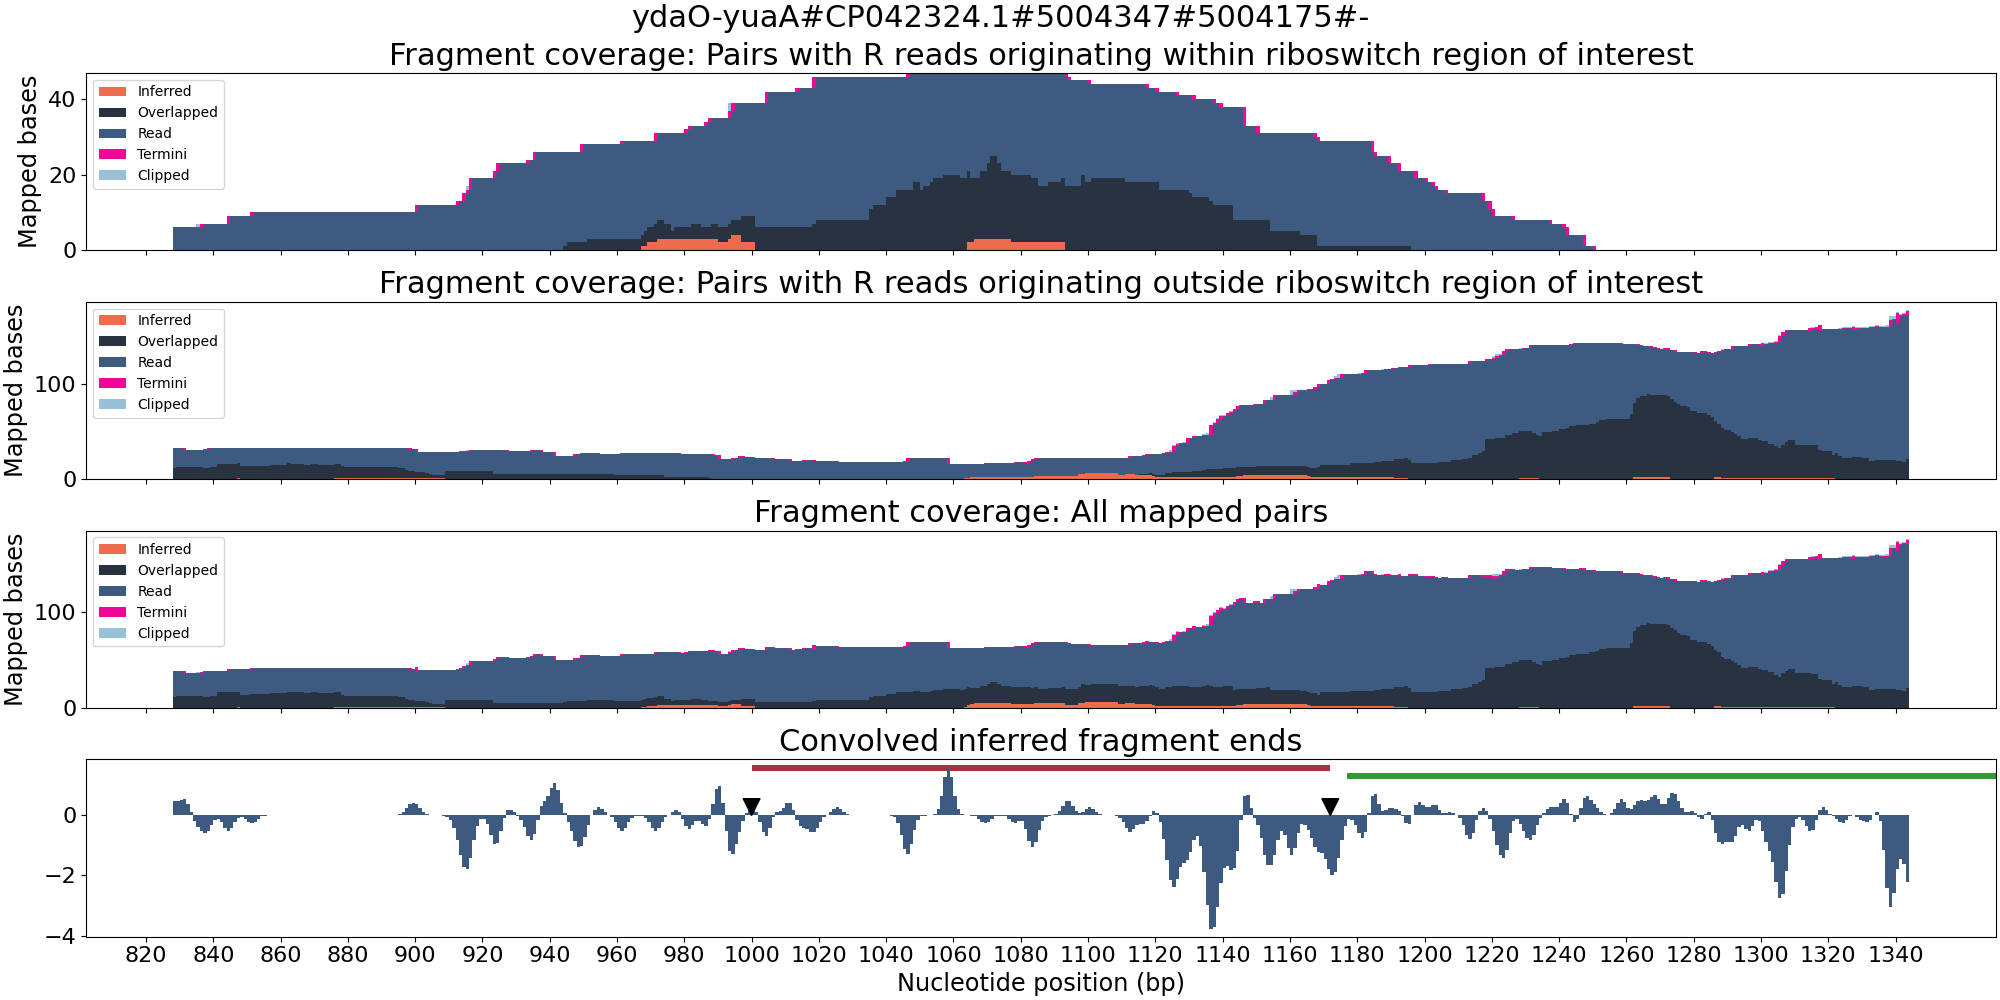 ydaO-yuaA#CP042324.1#5004347#5004175#-
Fragment coverage: Pairs with R reads originating within riboswitch region of interest
Mapped bases
40
20
0
Inferred
Overlapped
Read
Termini
Clipped
Fragment coverage: Pairs with R reads originating outside riboswitch region of interest
Mapped bases
100
0
Inferred
Overlapped
Read
Termini
Clipped
Fragment coverage: All mapped pairs
Mapped bases
100
0
Inferred
Overlapped
Read
Termini
Clipped
Convolved inferred fragment ends
0
−2
−4
820 840 860 880 900 920 940 960 980 1000 1020 1040 1060 1080 1100 1120 1140 1160 1180 1200 1220 1240 1260 1280 1300 1320 1340
Nucleotide position (bp)